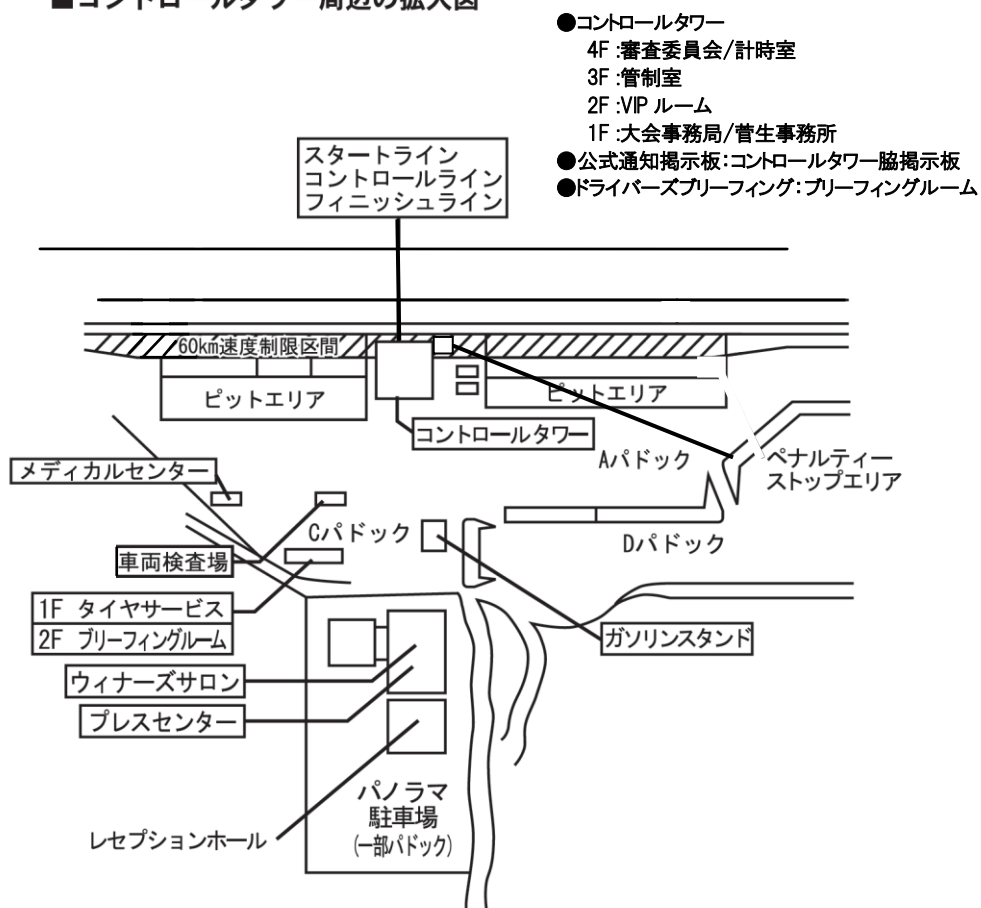 ■コントロールタワー周辺の拡大図
●コントロールタワー
4F :審査委員会/計時室
3F :管制室
2F :VIP ルーム
1F :大会事務局/菅生事務所
●公式通知掲示板:コントロールタワー脇掲示板
●ドライバーズブリーフィング:ブリーフィングルーム
スタートライン
コントロールライン
フィニッシュライン
60km速度制限区間
ピットエリア
ピットエリア
コントロールタワー
Aパドック
ペナルティー
ストップエリア
メディカルセンター
Cパドック
Dパドック
車両検査場
1F タイヤサービス
2F ブリーフィングルーム
ガソリンスタンド
ウィナーズサロン
プレスセンター
パノラマ
駐車場
(一部パドック)
レセプションホール